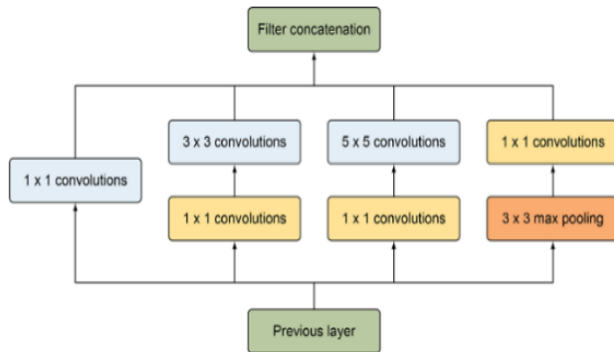 Filter concatenation
3 x 3 convolutions
5 x 5 convolutions
1 x 1 convolutions
1 x 1 convolutions
1 x 1 convolutions
1 x 1 convolutions
3 x 3 max pooling
Previous layer